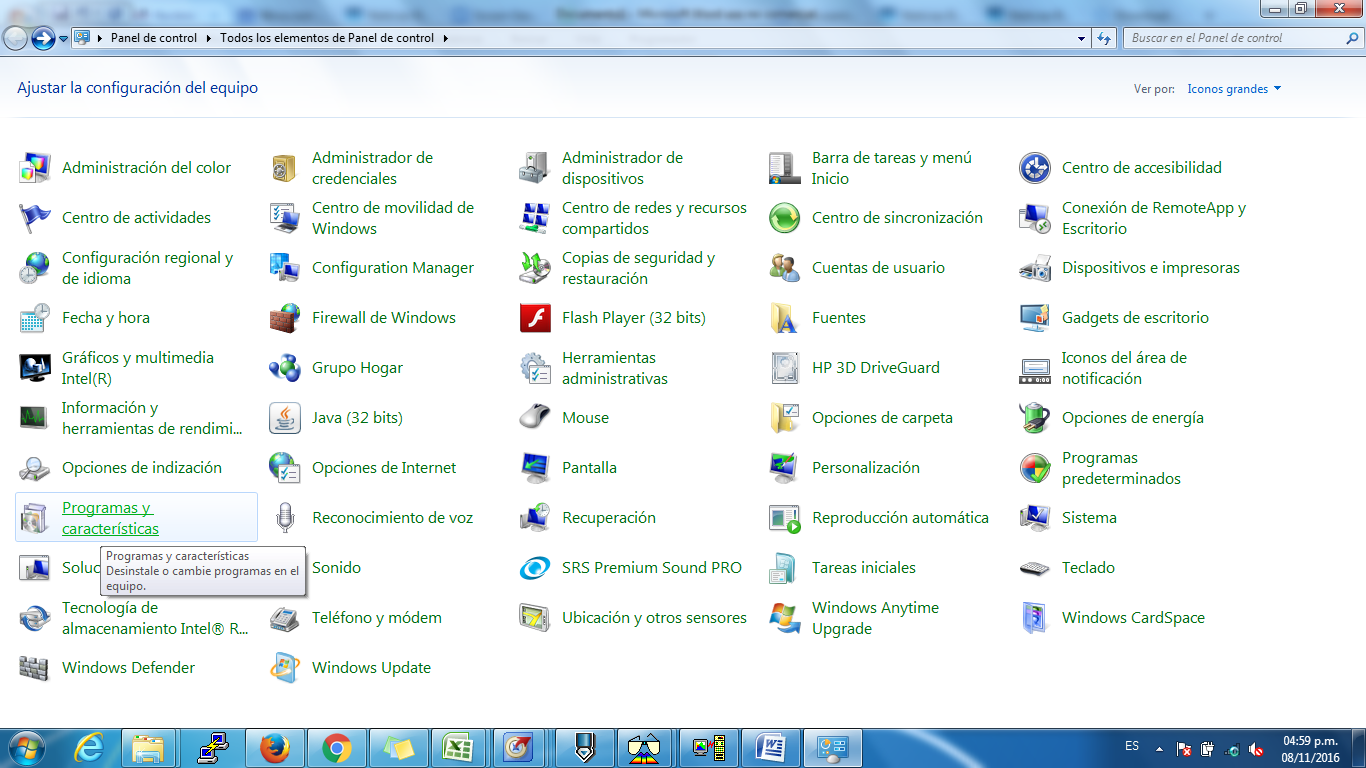 Panel de control
Todos los elementos de Panel de control
Buscar en el Panel de control
Ajustar la configuración del equipo
Ver por:
Iconos grandes
Administración del color
Administrador de
credenciales
Administrador de
dispositivos
Barra de tareas y menú
Inicio
Centro de accesibilidad
Centro de actividades
Centro de movilidad de
Windows
Centro de redes y recursos
compartidos
Centro de sincronización
Conexión de RemoteApp y
Escritorio
Configuración regional y
de idioma
Configuration Manager
Copias de seguridad y
restauración
Cuentas de usuario
Dispositivos e impresoras
Fecha y hora
Firewall de Windows
Flash Player (32 bits)
Fuentes
Gadgets de escritorio
Gráficos y multimedia
Intel(R)
Grupo Hogar
Herramientas
administrativas
HP 3D DriveGuard
Iconos del área de
notificación
Información y
herramientas de rendimi...
Java (32 bits)
Mouse
Opciones de carpeta
Opciones de energía
Opciones de indización
Opciones de Internet
Pantalla
Personalización
Programas
predeterminados
Programas y
características
Reconocimiento de voz
Recuperación
Reproducción automática
Sistema
Programas y características
Desinstale o cambie programas en el
equipo.
Soluc
Sonido
SRS Premium Sound PRO
Tareas iniciales
Teclado
Tecnología de
almacenamiento Intel® R...
Teléfono y módem
Ubicación y otros sensores
Windows Anytime
Upgrade
Windows CardSpace
Windows Defender
Windows Update
ES
04:59 p.m.
08/11/2016